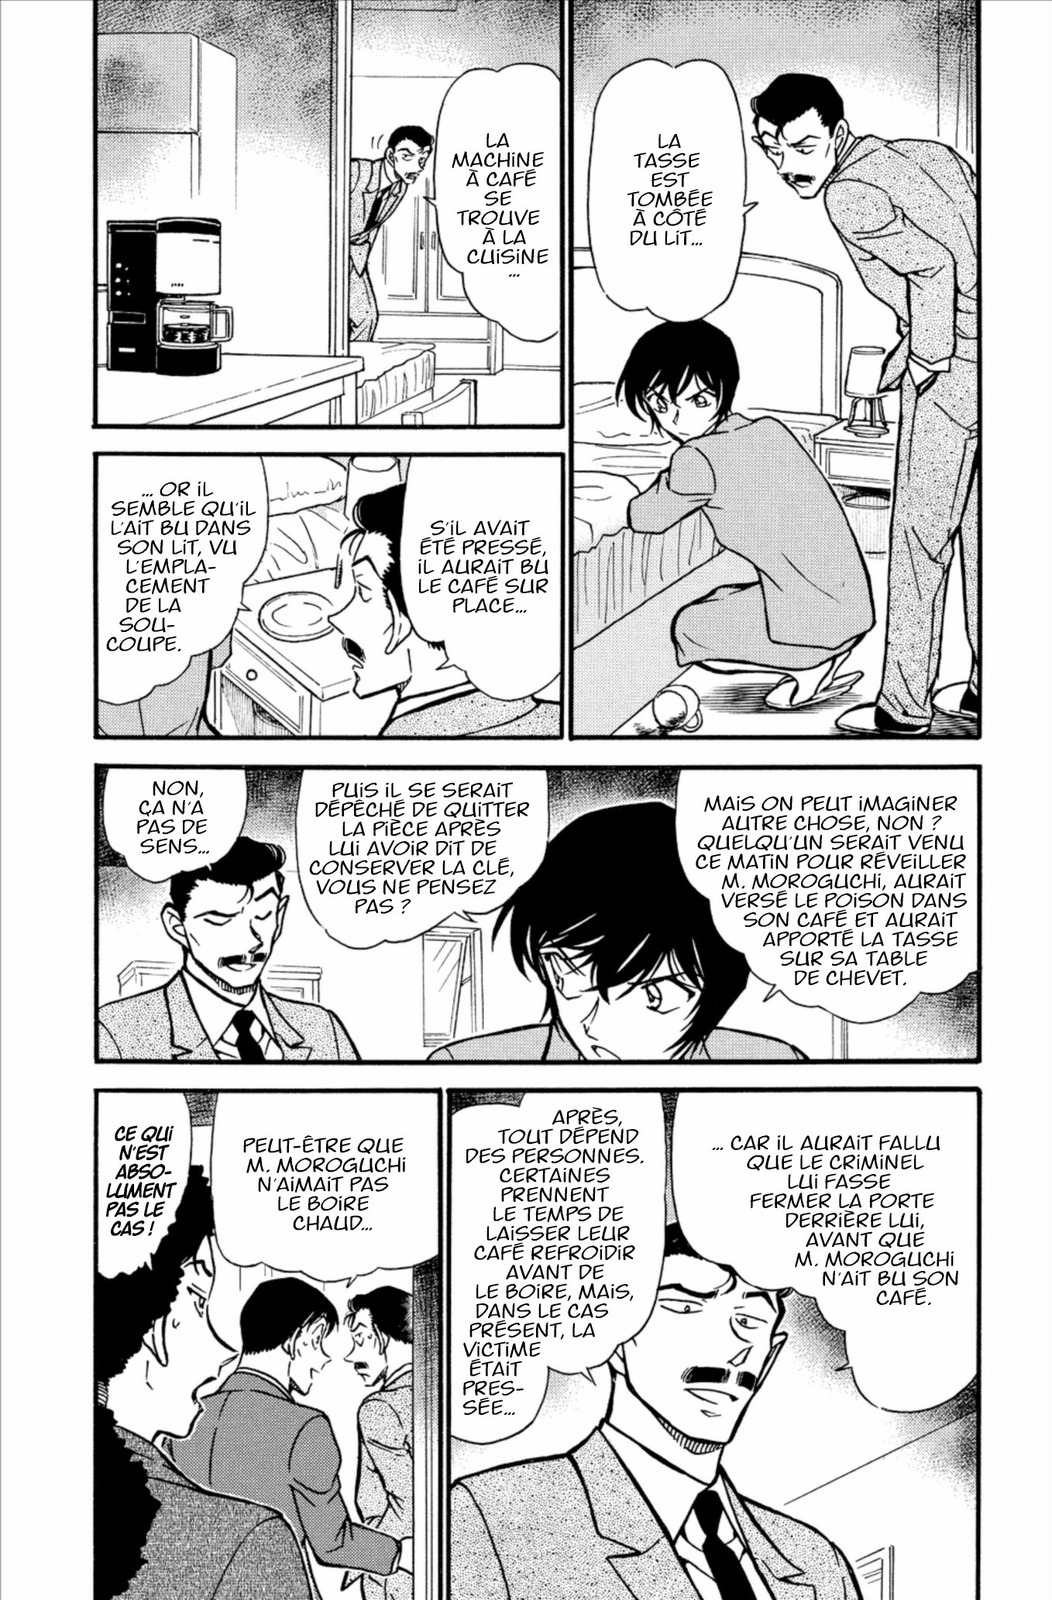 LA
TASSE
EST
TOMBÉE
À CÔTÉ
DU LIT...
LA
MACHINE
À CAFÉ
SE
TROUVE
À LA
CUISINE
...
S'IL AVAIT
ÉTÉ PRESSÉ,
IL AURAIT BU
LE CAFÉ SUR
PLACE...
... OR IL
SEMBLE QU'IL
L'AIT BU DANS
SON LIT, VU
L'EMPLA-
CEMENT
DE LA
SOU-
COUPE.
MAIS ON PEUT IMAGINER
AUTRE CHOSE, NON ?
QUELQU'UN SERAIT VENU
CE MATIN POUR RÉVEILLER
M. MOROGUCHI, AURAIT
VERSÉ LE POISON DANS
SON CAFÉ ET AURAIT
APPORTÉ LA TASSE
SUR SA TABLE
DE CHEVET.
PUIS IL SE SERAIT
DÉPÊCHÉ DE QUITTER
LA PIÈCE APRÈS
LUI AVOIR DIT DE
CONSERVER LA CLÉ,
VOUS NE PENSEZ
PAS ?
NON,
ÇA N'A
PAS DE
SENS...
... CAR IL AURAIT FALLU
QUE LE CRIMINEL
LUI FASSE
FERMER LA PORTE
DERRIÈRE LUI,
AVANT QUE
M. MOROGUCHI
N'AIT BU SON
CAFÉ.
APRÈS,
TOUT DÉPEND
DES PERSONNES.
CERTAINES
PRENNENT
LE TEMPS DE
LAISSER LEUR
CAFÉ REFROIDIR
AVANT DE
LE BOIRE, MAIS,
DANS LE CAS
PRÉSENT, LA
VICTIME
ÉTAIT
PRES-
SÉE...
PEUT-ÊTRE QUE
M. MOROGUCHI
N'AIMAIT PAS
LE BOIRE
CHAUD...
CE QUI
N'EST
ABSO-
LUMENT
PAS LE
CAS !